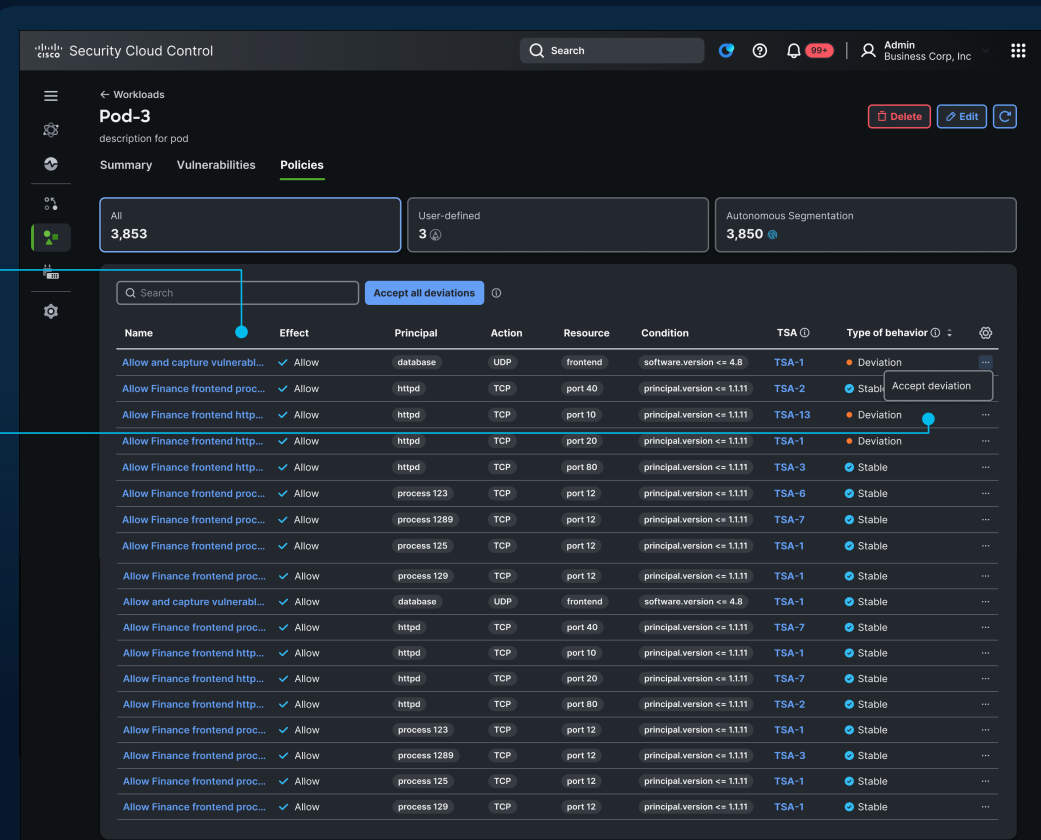 CISCO Security Cloud Control Search 99+ Admin
Business Corp, Inc
← Workloads
Pod-3
Delete Edit
description for pod
Summary Vulnerabilities Policies
All User-defined Autonomous Segmentation
3,853 3 3,850
Search Accept all deviations
Name Effect Principal Action Resource Condition TSA Type of behavior
Allow and capture vulnerabl... Allow database UDP frontend software.version <= 4.8 TSA-1 Deviation ...
Accept deviation
Allow Finance frontend proc... Allow httpd TCP port 40 principal.version <= 1.1.11 TSA-2
Allow Finance frontend http... Allow httpd TCP port 10 principal.version <= 1.1.11 TSA-13 Deviation ...
Allow Finance frontend http... Allow httpd TCP port 20 principal.version <= 1.1.11 TSA-1 Deviation ...
Allow Finance frontend http... Allow httpd TCP port 80 principal.version <= 1.1.11 TSA-3 Stable ...
Allow Finance frontend proc... Allow process 123 TCP port 12 principal.version <= 1.1.11 TSA-6 Stable ...
Allow Finance frontend proc... Allow process 1289 TCP port 12 principal.version <= 1.1.11 TSA-7 Stable ...
Allow Finance frontend proc... Allow process 125 TCP port 12 principal.version <= 1.1.11 TSA-1 Stable ...
Allow Finance frontend proc... Allow process 129 TCP port 12 principal.version <= 1.1.11 TSA-1 Stable ...
Allow and capture vulnerabl... Allow database UDP frontend software.version <= 4.8 TSA-1 Stable ...
Allow Finance frontend proc... Allow httpd TCP port 40 principal.version <= 1.1.11 TSA-7 Stable ...
Allow Finance frontend http... Allow httpd TCP port 10 principal.version <= 1.1.11 TSA-1 Stable ...
Allow Finance frontend http... Allow httpd TCP port 20 principal.version <= 1.1.11 TSA-7 Stable ...
Allow Finance frontend http... Allow httpd TCP port 80 principal.version <= 1.1.11 TSA-2 Stable ...
Allow Finance frontend proc... Allow process 123 TCP port 12 principal.version <= 1.1.11 TSA-1 Stable ...
Allow Finance frontend proc... Allow process 1289 TCP port 12 principal.version <= 1.1.11 TSA-3 Stable ...
Allow Finance frontend proc... Allow process 125 TCP port 12 principal.version <= 1.1.11 TSA-1 Stable ...
Allow Finance frontend proc... Allow process 129 TCP port 12 principal.version <= 1.1.11 TSA-1 Stable ...